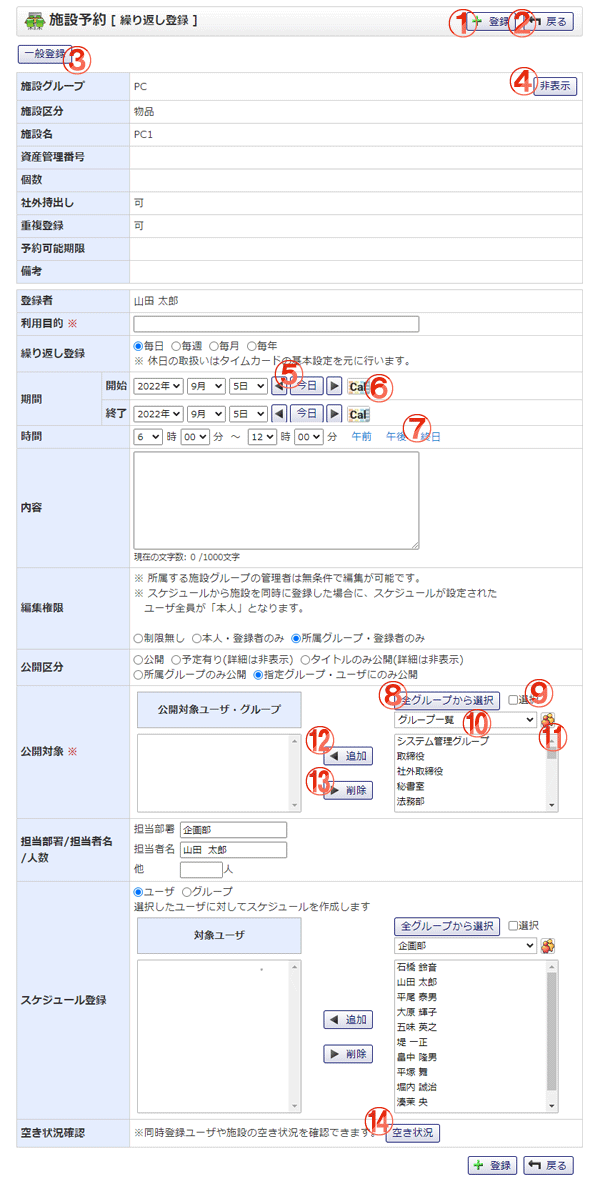 施設予約 [ 繰り返し登録 ] ① 登録 ② 戻る
一般登録 ③
施設グループ PC ④ 非表示
施設区分 物品
施設名 PC1
資産管理番号
個数
社外持出し 可
重複登録 可
予約可能期限
備考
登録者 山田 太郎
利用目的 ※
繰り返し登録 毎日 毎週 毎月 毎年
※ 休日の取扱いはタイムカードの基本設定を元に行います。
期間 開始 2022年 9月 5日 ⑤ 今日 Cal ⑥
終了 2022年 9月 5日 今日 Cal
時間 6 時 00 分 ～ 12 時 00 分 午前 午後 ⑦ 終日
内容
現在の文字数: 0 /1000文字
編集権限
※ 所属する施設グループの管理者は無条件で編集が可能です。
※ スケジュールから施設を同時に登録した場合に、スケジュールが設定された
ユーザ全員が「本人」となります。
制限無し 本人・登録者のみ 所属グループ・登録者のみ
公開区分 公開 予定有り(詳細は非表示) タイトルのみ公開(詳細は非表示)
所属グループのみ公開 指定グループ・ユーザにのみ公開
公開対象 ※
公開対象ユーザ・グループ
⑧ 全グループから選択 選択 ⑨
グループ一覧 ⑩
⑪
⑫ 追加
⑬ 削除
システム管理グループ
取締役
社外取締役
秘書室
法務部
担当部署/担当者名
/人数
担当部署 企画部
担当者名 山田 太郎
他 人
スケジュール登録
ユーザ グループ
選択したユーザに対してスケジュールを作成します
対象ユーザ
全グループから選択 選択
企画部
追加
削除
石橋 鈴音
山田 太郎
平尾 泰男
大原 輝子
五味 英之
堤 一正
畠中 隆男
平塚 舞
堀内 誠治
湊 茉央
空き状況確認 ※同時登録ユーザや施設の空き状況を確認できます。 ⑭ 空き状況
登録 戻る